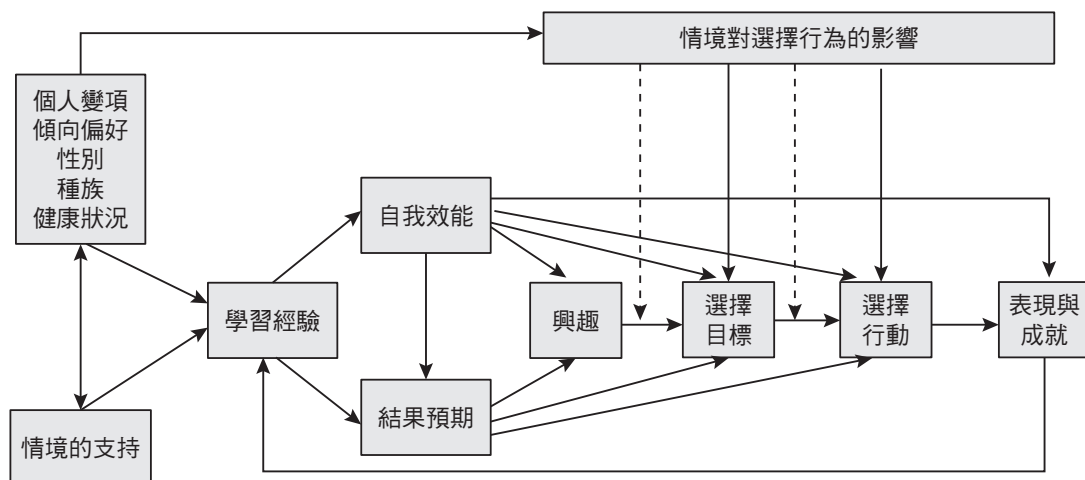 情境對選擇行為的影響
個人變項
傾向偏好
性別
種族
健康狀況
自我效能
學習經驗
興趣
選擇
目標
選擇
行動
表現與
成就
結果預期
情境的支持